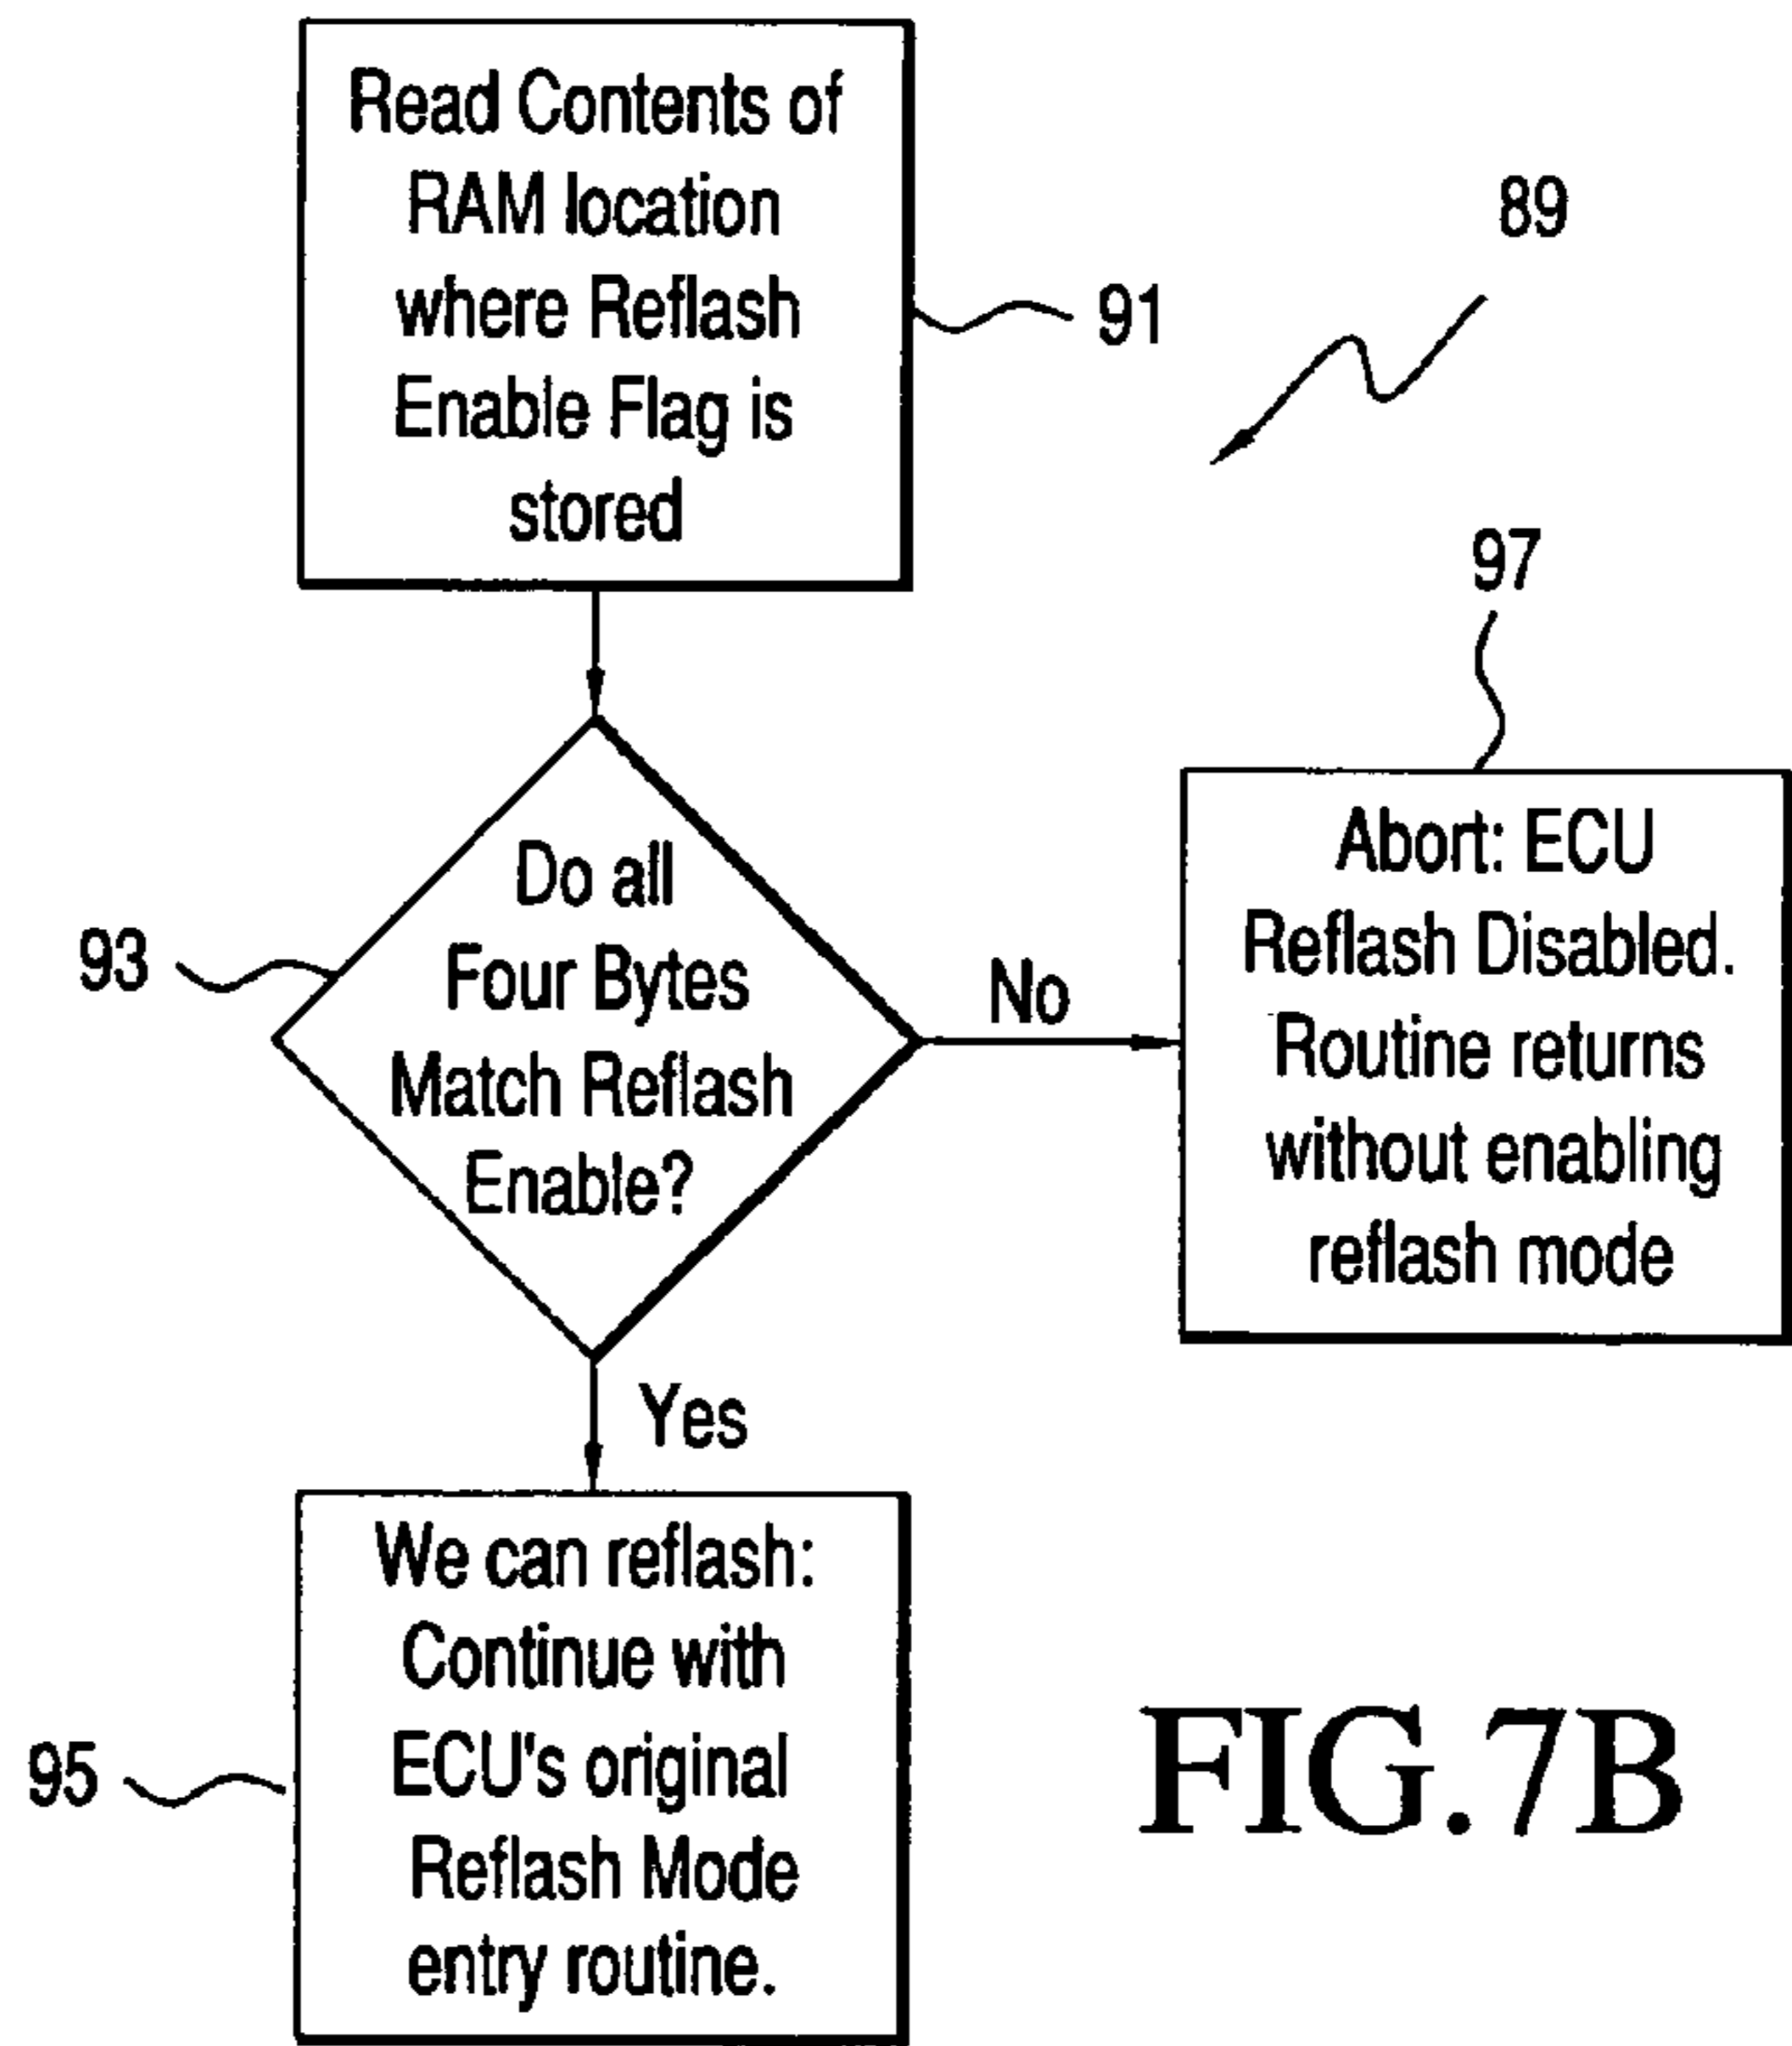 Read Contents of
RAM location
where Reflash
Enable Flag is
stored
91
89
97
93
Do all
Four Bytes
Match Reflash
Enable?
No
Abort: ECU
Reflash Disabled.
Routine returns
without enabling
reflash mode
Yes
We can reflash:
Continue with
ECU's original
Reflash Mode
entry routine.
95
FIG. 7B